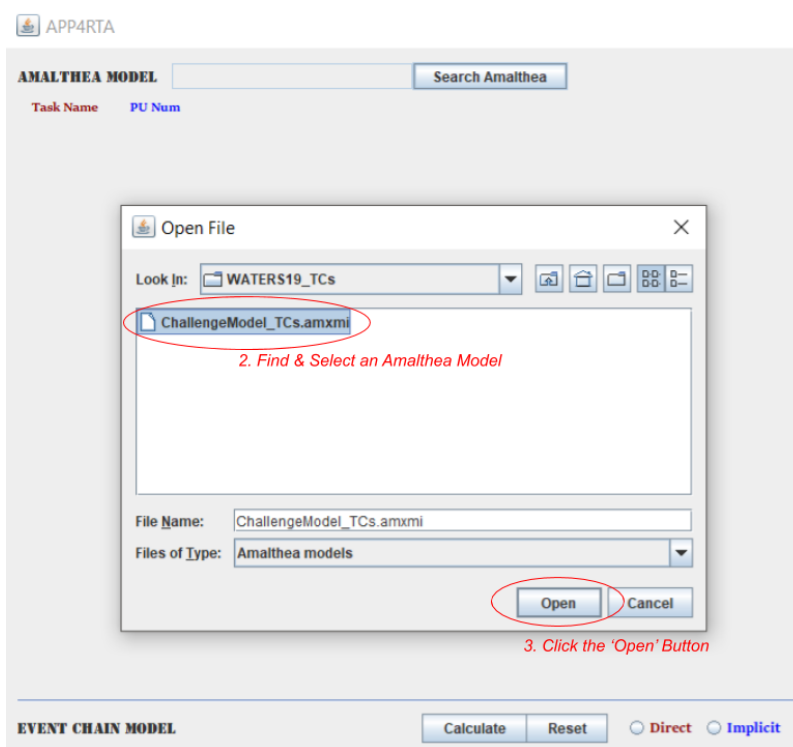 APP4RTA
AMALTHEA MODEL Search Amalthea
Task Name PU Num
Open File
Look In: WATERS19_TCs
ChallengeModel_TCs.amxmi
2. Find & Select an Amalthea Model
File Name: ChallengeModel_TCs.amxmi
Files of Type: Amalthea models
Open Cancel
3. Click the ‘Open’ Button
EVENT CHAIN MODEL Calculate Reset Direct Implicit